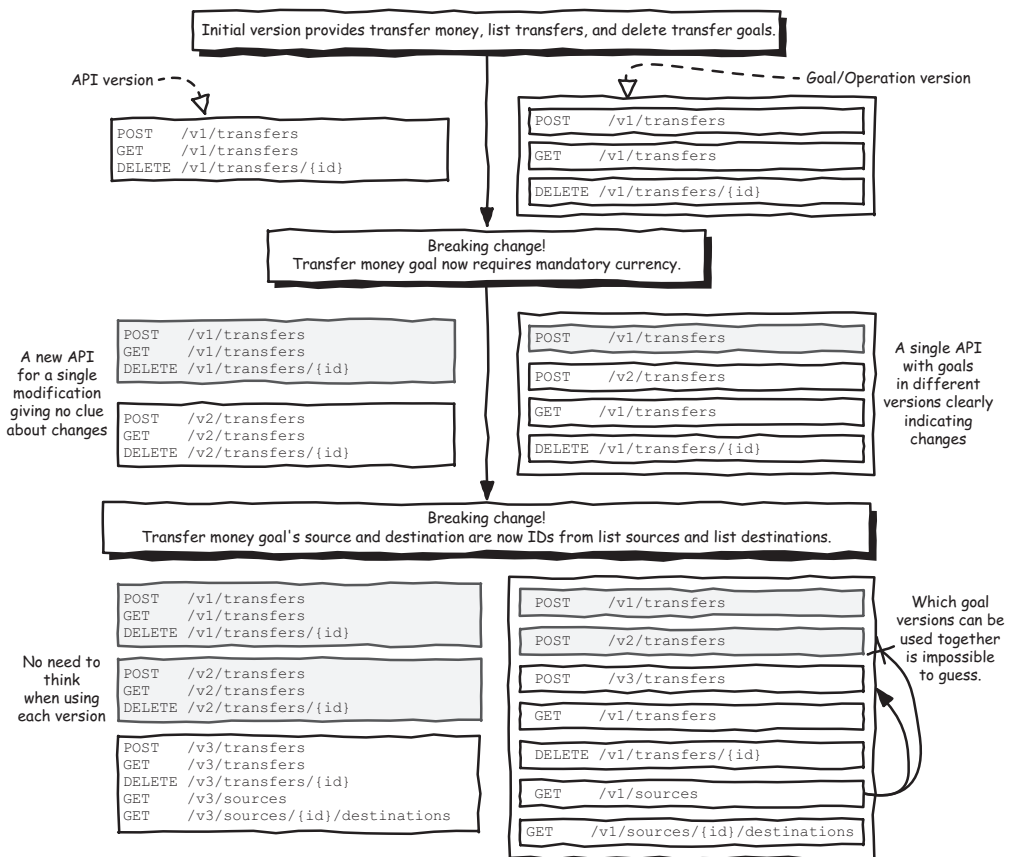 Initial version provides transfer money, list transfers, and delete transfer goals.
API version
Goal/Operation version
POST /v1/transfers
GET /v1/transfers
DELETE /v1/transfers/{id}
POST /v1/transfers
GET /v1/transfers
DELETE /v1/transfers/{id}
Breaking change!
Transfer money goal now requires mandatory currency.
A new API
for a single
modification
giving no clue
about changes
POST /v1/transfers
GET /v1/transfers
DELETE /v1/transfers/{id}
POST /v2/transfers
GET /v2/transfers
DELETE /v2/transfers/{id}
POST /v1/transfers
POST /v2/transfers
GET /v1/transfers
DELETE /v1/transfers/{id}
A single API
with goals
in different
versions clearly
indicating
changes
Breaking change!
Transfer money goal's source and destination are now IDs from list sources and list destinations.
No need to
think
when using
each version
POST /v1/transfers
GET /v1/transfers
DELETE /v1/transfers/{id}
POST /v2/transfers
GET /v2/transfers
DELETE /v2/transfers/{id}
POST /v3/transfers
GET /v3/transfers
DELETE /v3/transfers/{id}
GET /v3/sources
GET /v3/sources/{id}/destinations
POST /v1/transfers
POST /v2/transfers
POST /v3/transfers
GET /v1/transfers
DELETE /v1/transfers/{id}
GET /v1/sources
GET /v1/sources/{id}/destinations
Which goal
versions can be
used together
is impossible
to guess.